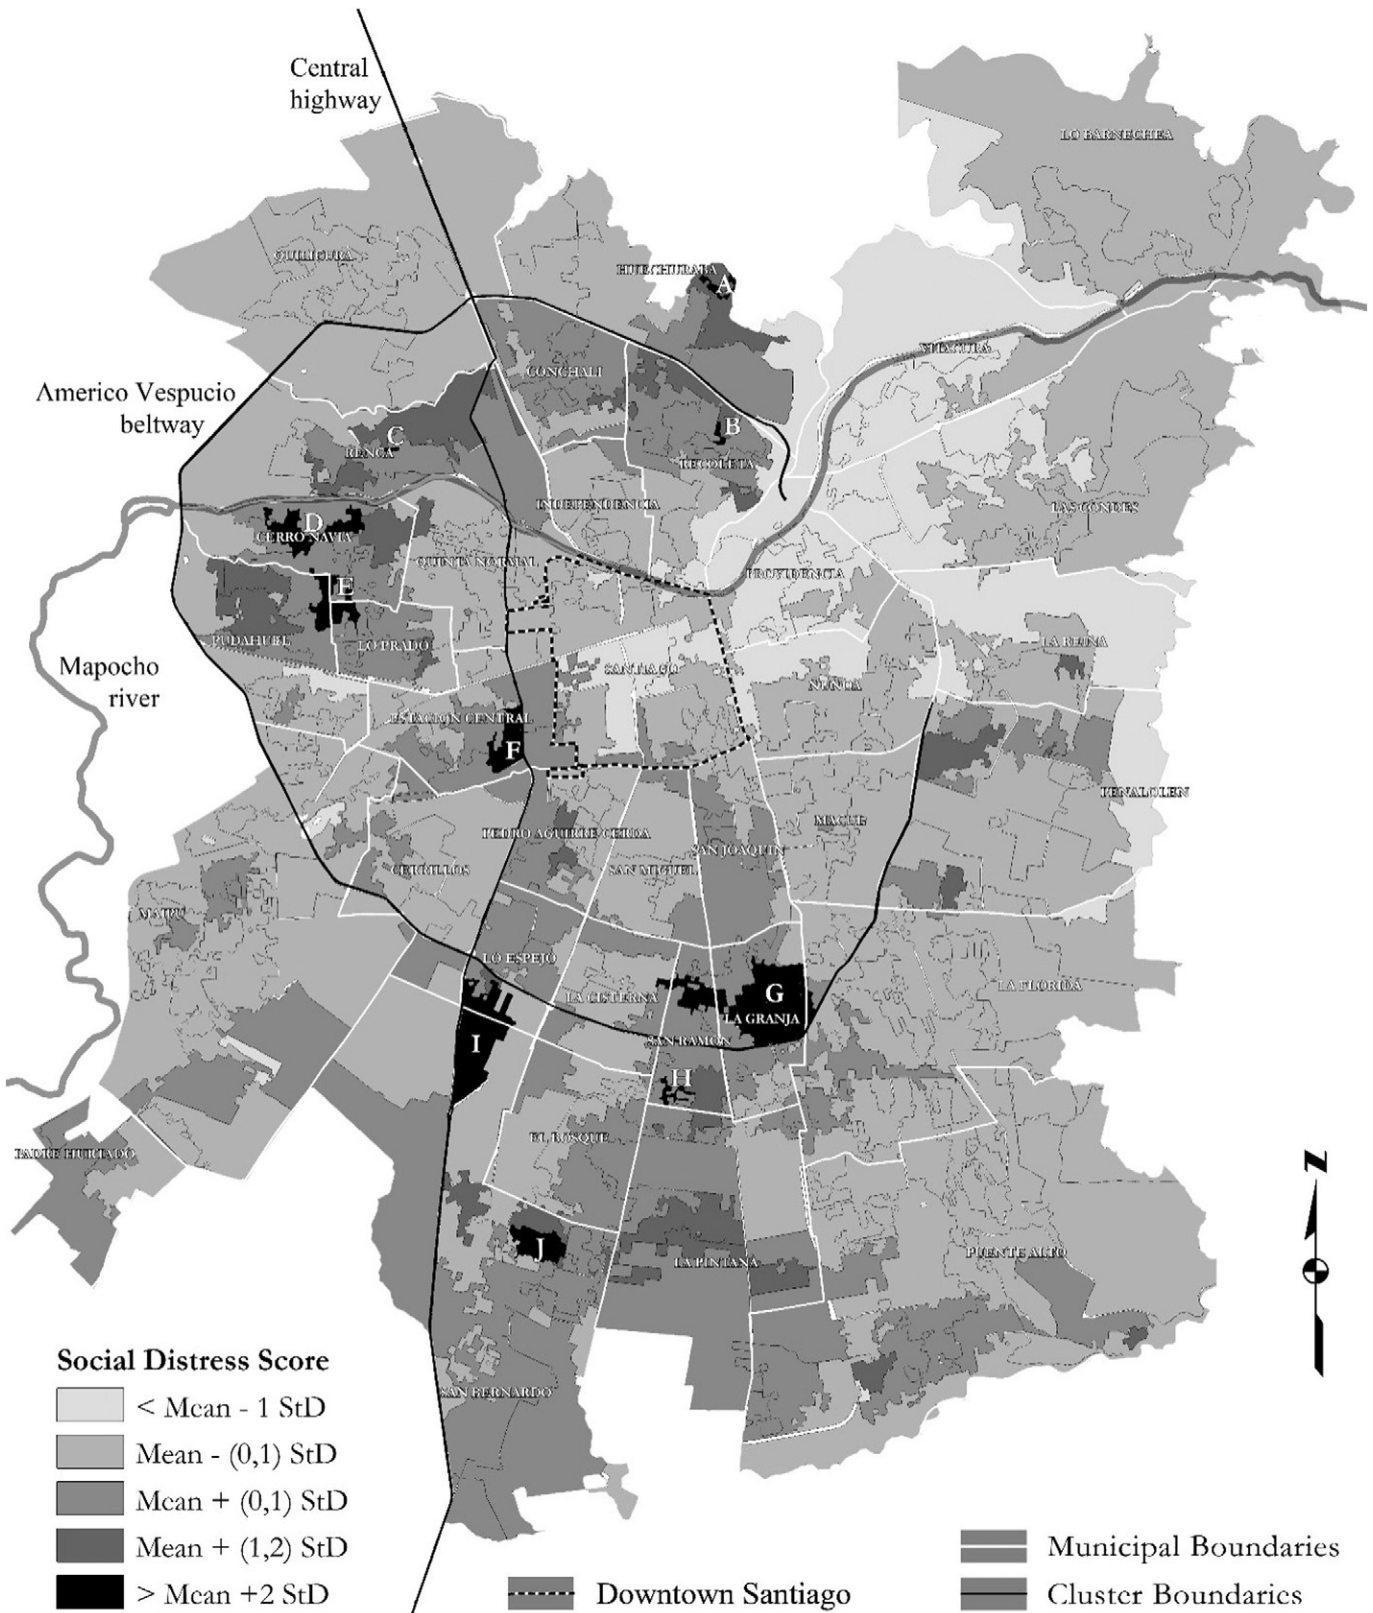 Central
highway
LO BARNECHEA
QUILICURA
HUECHURABA
A
VITACURA
CONCHALI
Americo Vespucio
beltway
C
B
RENCA
RECOLETA
INDEPENDENCIA
LAS CONDES
D
CERRO NAVIA
QUINTA NORMAL
PROVIDENCIA
E
PUDAHUEL
LO PRADO
LA REINA
Mapocho
river
SANTIAGO
NUNOA
ESTACION CENTRAL
F
PENALOLEN
PEDRO AGUIRRE CERDA
MACUL
SAN JOAQUIN
CERRILLOS
SAN MIGUEL
MAIPU
LO ESPEJO
LA CISTERNA
G
LA GRANJA
LA FLORIDA
I
SAN RAMON
H
EL BOSQUE
PADRE HURTADO
N
J
LA PINTANA
PUENTE ALTO
SAN BERNARDO
Social Distress Score
< Mean - 1 StD
Mean - (0,1) StD
Mean + (0,1) StD
Mean + (1,2) StD
> Mean +2 StD
Downtown Santiago
Municipal Boundaries
Cluster Boundaries